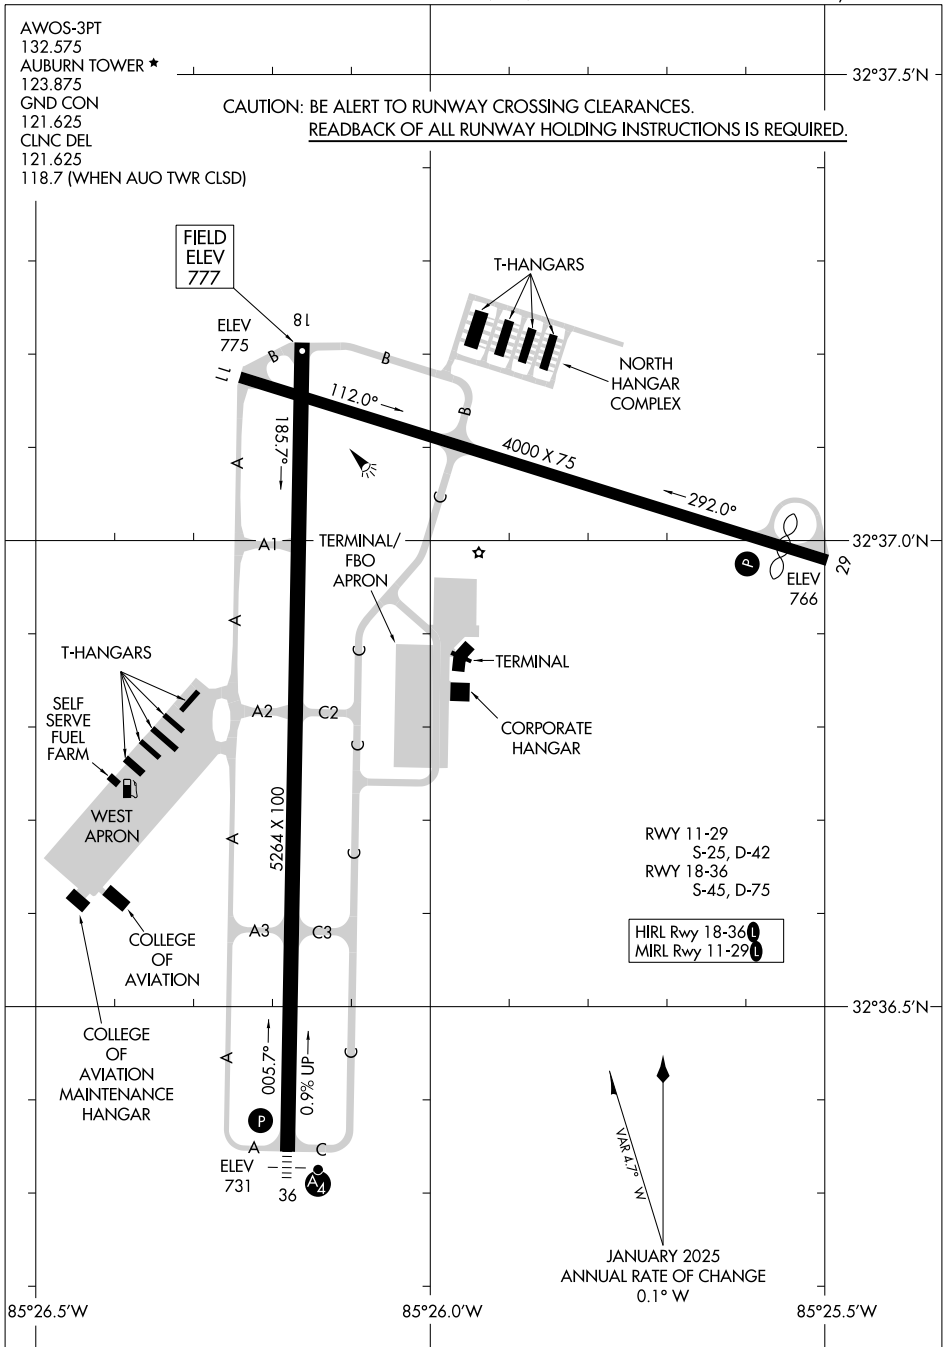 AWOS-3PT
132.575
AUBURN TOWER
123.875
GND CON
121.625
CLNC DEL
121.625
118.7 (WHEN AUO TWR CLSD)
32°37.5'N
CAUTION: BE ALERT TO RUNWAY CROSSING CLEARANCES.
READBACK OF ALL RUNWAY HOLDING INSTRUCTIONS IS REQUIRED.
FIELD
ELEV
777
T-HANGARS
18
ELEV
775
B
B
NORTH
HANGAR
COMPLEX
11
112.0°
B
185.7°
4000 X 75
A
C
292.0°
A1
TERMINAL/
FBO
APRON
32°37.0'N
P
29
ELEV
766
A
T-HANGARS
C
TERMINAL
SELF
SERVE
FUEL
FARM
A2
C2
CORPORATE
HANGAR
C
WEST
APRON
5264 X 100
A
C
RWY 11-29
S-25, D-42
RWY 18-36
S-45, D-75
A3
C3
HIRL Rwy 18-36 L
MIRL Rwy 11-29 L
COLLEGE
OF
AVIATION
32°36.5'N
COLLEGE
OF
AVIATION
MAINTENANCE
HANGAR
A
005.7°
0.9% UP
C
P
A
C
ELEV
731
36
A4
VAR 4.7° W
JANUARY 2025
ANNUAL RATE OF CHANGE
0.1° W
85°26.5'W
85°26.0'W
85°25.5'W